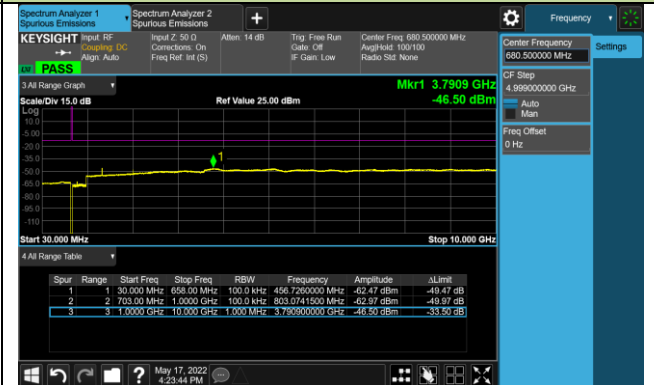 Spectrum Analyzer 1
Spurious Emissions
Spectrum Analyzer 2
Spurious Emissions
+
Frequency
KEYSIGHT
Input: RF
Coupling: DC
Align: Auto
Input Z: 50 Ω
Corrections: On
Freq Ref: Int (S)
Atten: 14 dB
Trig: Free Run
Gate: Off
IF Gain: Low
Center Freq: 680.500000 MHz
Avg|Hold: 100/100
Radio Std: None
PASS
Center Frequency
680.500000 MHz
Settings
CF Step
4.999000000 GHz
Auto
Man
Freq Offset
0 Hz
3 All Range Graph
Mkr1 3.7909 GHz
-46.50 dBm
Scale/Div 15.0 dB
Ref Value 25.00 dBm
Log
10.0
-5.00
-20.0
-35.0
-50.0
-65.0
-80.0
-95.0
-110
1
Start 30.000 MHz
Stop 10.000 GHz
4 All Range Table
Spur Range Start Freq Stop Freq RBW Frequency Amplitude ΔLimit
1 1 30.000 MHz 658.00 MHz 100.0 kHz 456.7260000 MHz -62.47 dBm -49.47 dB
2 2 703.00 MHz 1.0000 GHz 100.0 kHz 803.0741500 MHz -62.97 dBm -49.97 dB
3 3 1.0000 GHz 10.000 GHz 1.000 MHz 3.790900000 GHz -46.50 dBm -33.50 dB
?
May 17, 2022
4:23:44 PM